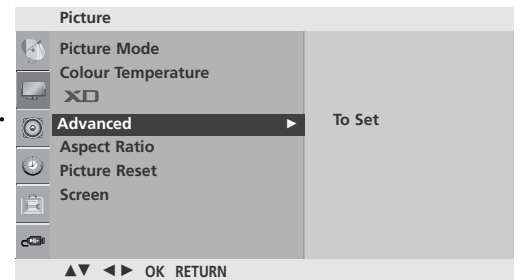 Picture
Picture Mode
Colour Temperature
XD
Advanced ► To Set
Aspect Ratio
Picture Reset
Screen
▲▼ ◄► OK RETURN